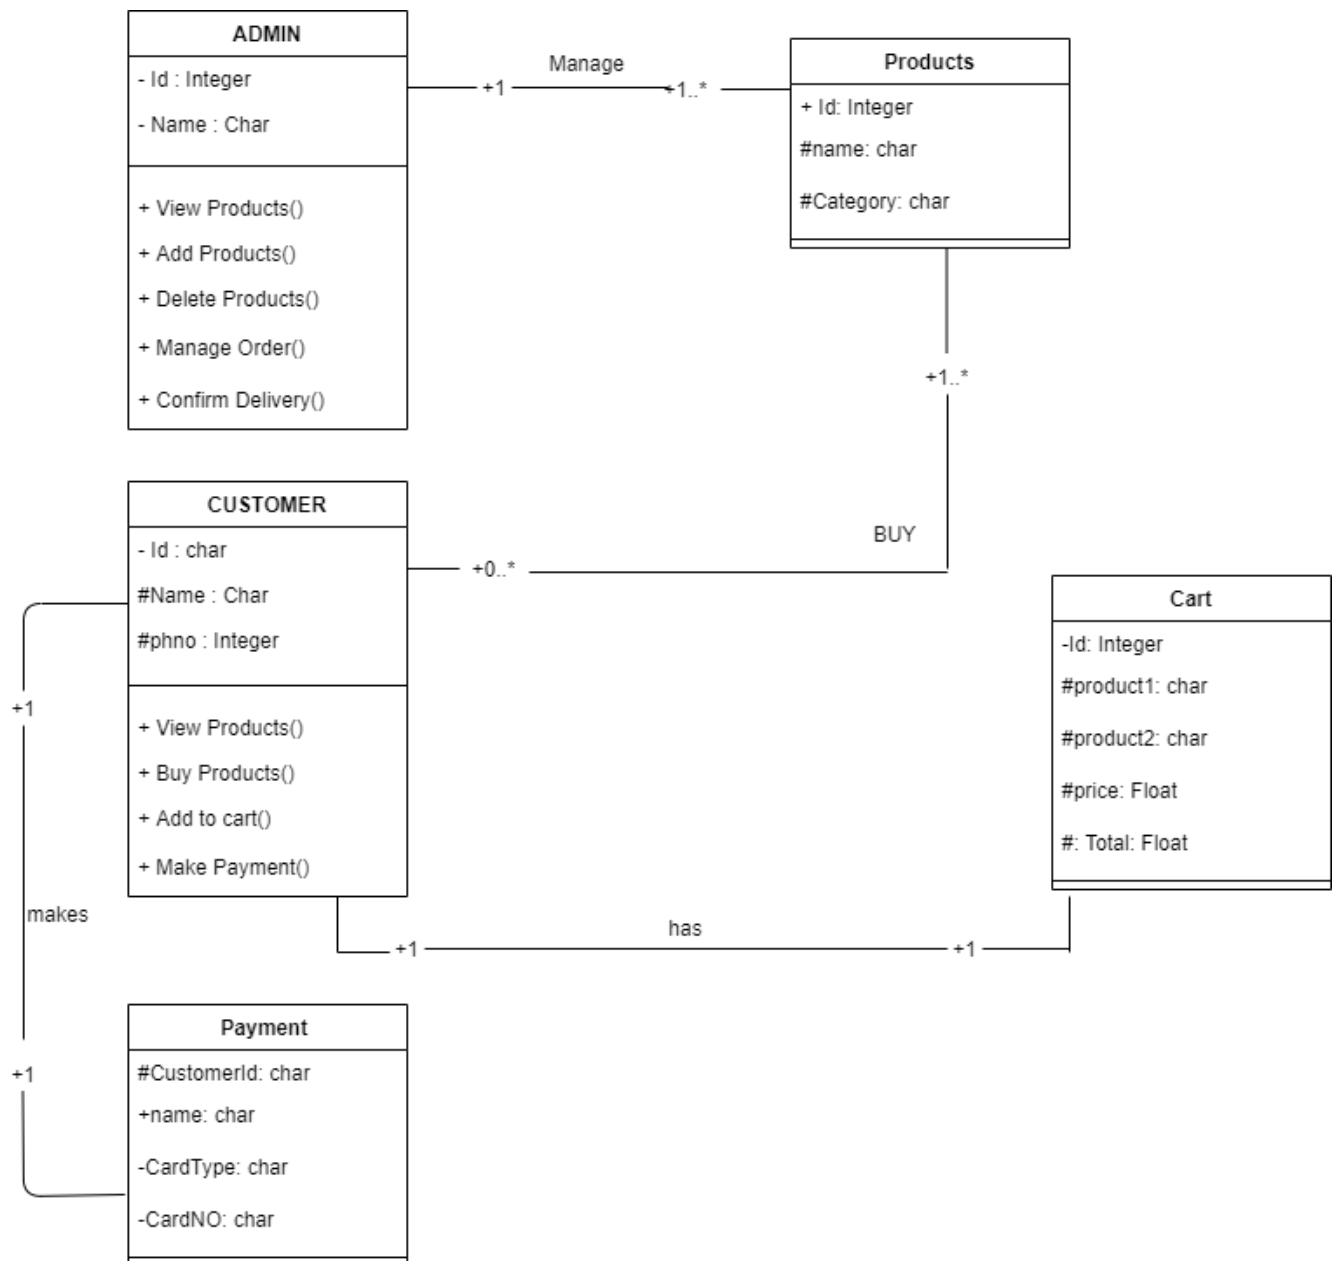 ADMIN
- Id : Integer
- Name : Char
+ View Products()
+ Add Products()
+ Delete Products()
+ Manage Order()
+ Confirm Delivery()
Manage
+1
+1..*
Products
+ Id: Integer
#name: char
#Category: char
+1..*
BUY
+0..*
CUSTOMER
- Id : char
#Name : Char
#phno : Integer
+ View Products()
+ Buy Products()
+ Add to cart()
+ Make Payment()
Cart
-Id: Integer
#product1: char
#product2: char
#price: Float
#: Total: Float
+1
makes
+1
has
+1
+1
Payment
#CustomerId: char
+name: char
-CardType: char
-CardNO: char